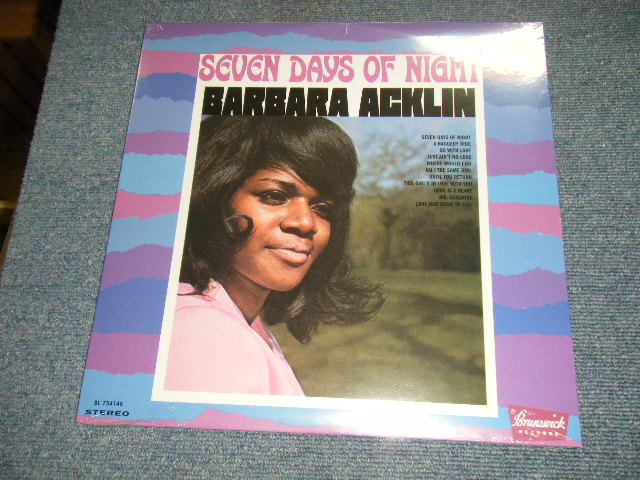 SEVEN DAYS OF NIGHT
BARBARA ACKLIN
SEVEN DAYS OF NIGHT
A RAGGEDY RIDE
GO WITH LOVE
JUST AIN'T NO LOVE
WHERE WOULD I GO
AM I THE SAME GIRL
UNTIL YOU RETURN
THIS GIRL'S IN LOVE WITH YOU
HERE IS A HEART
MR. SUNSHINE
LOVE HAD COME TO STAY
BL 754148
STEREO
Brunswick
RECORDS